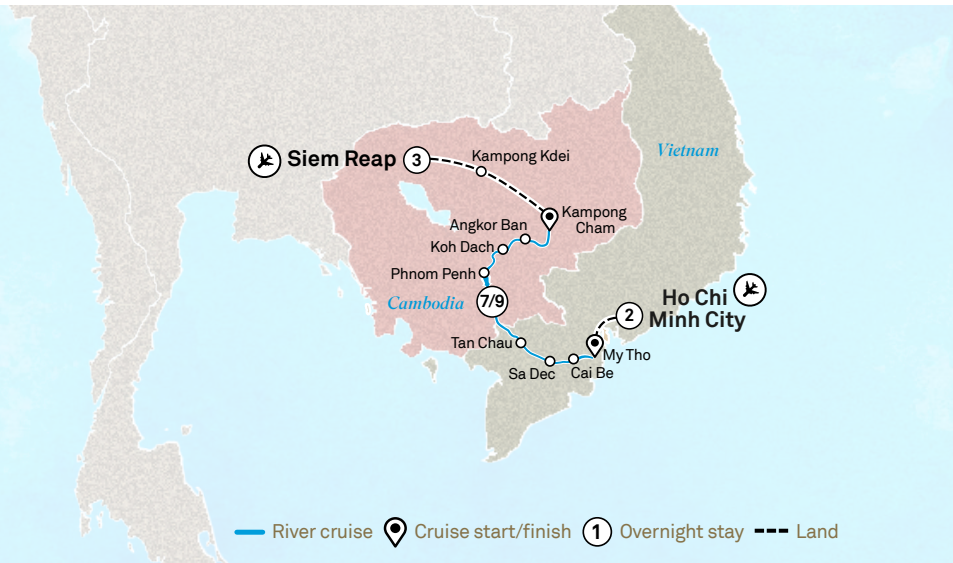 Kampong Kdei
Vietnam
Siem Reap
3
Kampong
Cham
Angkor Ban
Koh Dach
Phnom Penh
Cambodia
7/9
Ho Chi
Minh City
2
Tan Chau
My Tho
Sa Dec
Cai Be
River cruise
Cruise start/finish
1
Overnight stay
Land